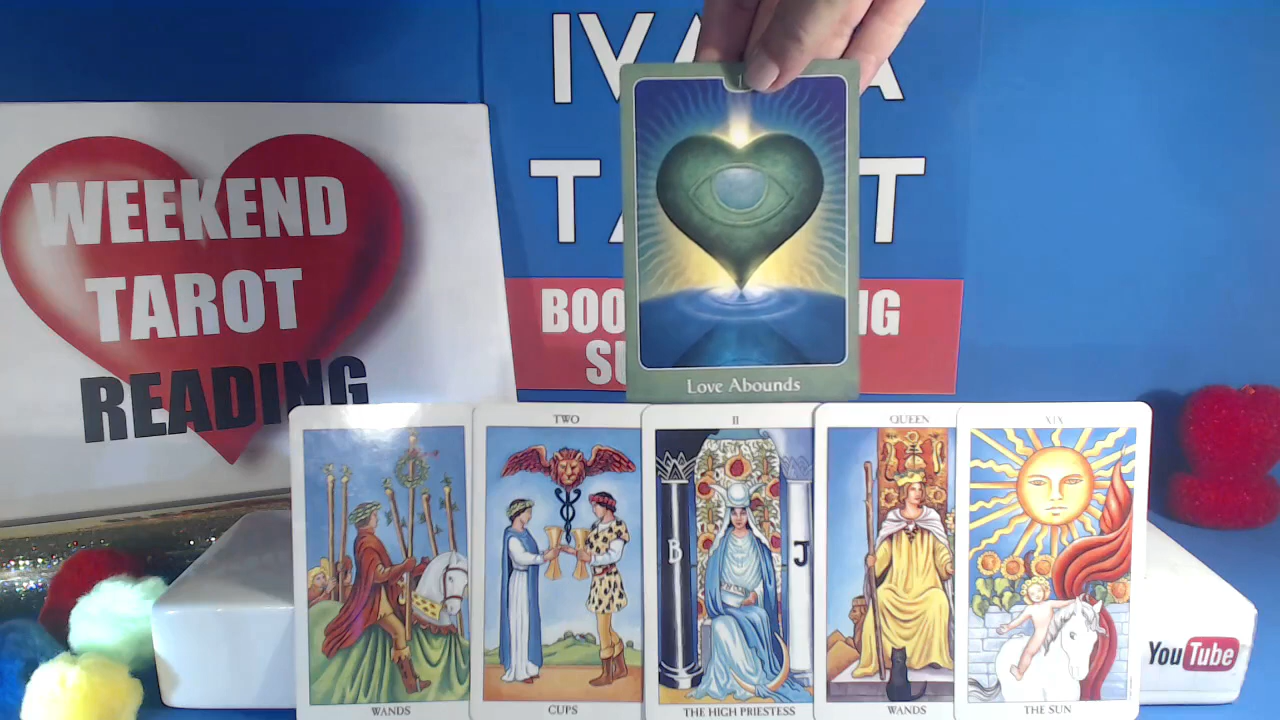 WEEKEND
TAROT
READING
Love Abounds
WANDS
TWO
CUPS
II
B
J
THE HIGH PRIESTESS
QUEEN
WANDS
XIX
THE SUN
YouTube